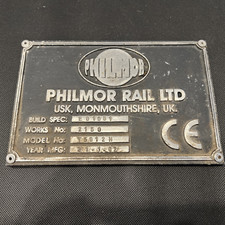 PHILMOR
PHILMOR RAIL LTD
USK, MONMOUTHSHIRE, UK.
BUILD SPEC:
WORKS No:
MODEL No:
YEAR MFG:
CE